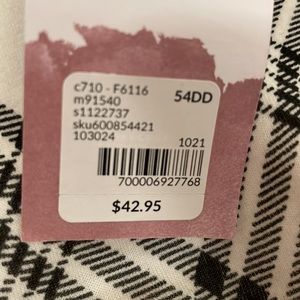 c710 - F6116
m91540 54DD
s1122737
sku600854421
103024
1021
700006927768
$42.95